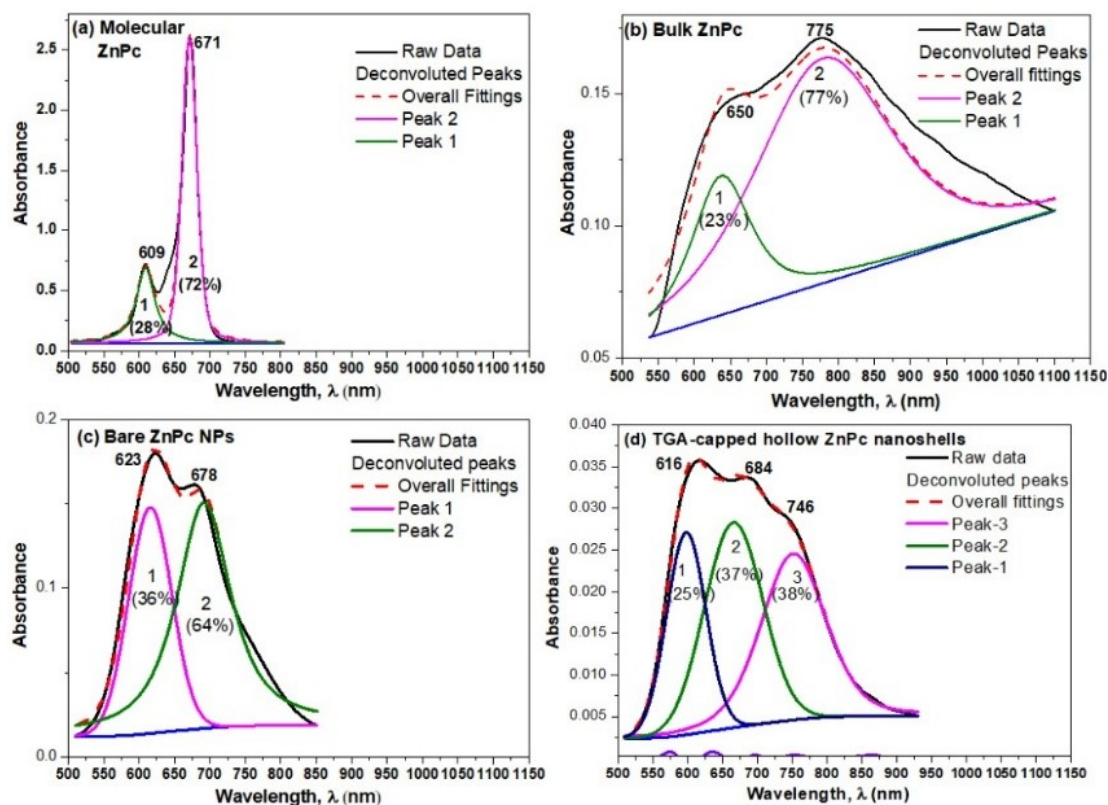 (a) Molecular
ZnPc
671
Raw Data
Deconvoluted Peaks
Overall Fittings
Peak 2
Peak 1
609
2
(72%)
1
(28%)
2.5
2.0
1.5
1.0
0.5
0.0
Absorbance
500 550 600 650 700 750 800 850 900 950 1000 1050 1100 1150
Wavelength, λ (nm)
(b) Bulk ZnPc
775
Raw Data
Deconvoluted Peaks
Overall Fittings
Peak 2
Peak 1
650
2
(77%)
1
(23%)
0.15
0.10
0.05
Absorbance
500 550 600 650 700 750 800 850 900 950 1000 1050 1100 1150
Wavelength, λ (nm)
(c) Bare ZnPc NPs
Raw Data
Deconvoluted peaks
Overall Fittings
Peak 1
Peak 2
623
678
1
(36%)
2
(64%)
0.2
0.1
0.0
Absorbance
500 550 600 650 700 750 800 850 900 950 1000 1050 1100 1150
Wavelength, λ (nm)
(d) TGA-capped hollow ZnPc nanoshells
Raw data
Deconvoluted peaks
Overall fittings
Peak-3
Peak-2
Peak-1
616
684
746
1
(25%)
2
(37%)
3
(38%)
0.040
0.035
0.030
0.025
0.020
0.015
0.010
0.005
Absorbance
500 550 600 650 700 750 800 850 900 950 1000 1050 1100 1150
Wavelength, λ (nm)